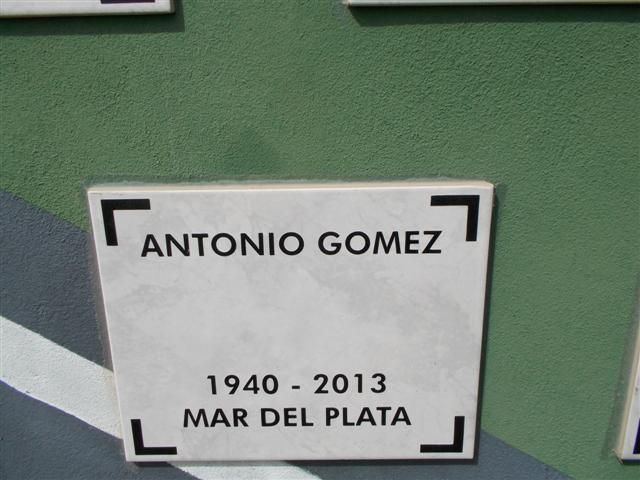 ANTONIO GOMEZ
1940 - 2013
MAR DEL PLATA